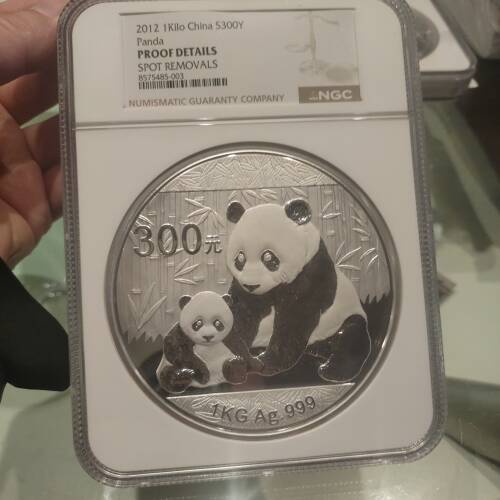 2012 1Kilo China S300Y
Panda
PROOF DETAILS
SPOT REMOVALS
8575485-003
NUMISMATIC GUARANTY COMPANY
NGC
300元
1KG Ag .999